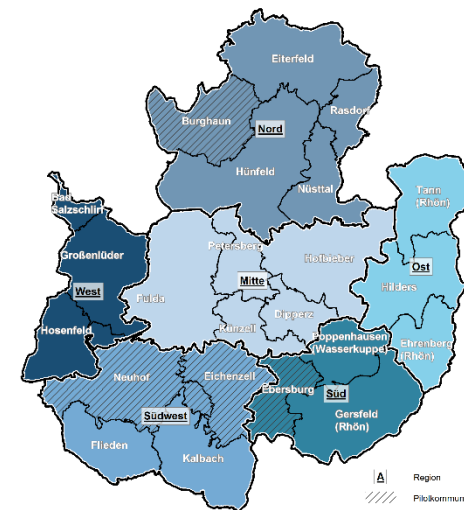 Eiterfeld
Rasdorf
Burghaun
Nord
Hünfeld
Nüsttal
Bad
Salzschlirf
Tann
(Rhön)
Großenlüder
Petersberg
Hofbieber
Ost
West
Mitte
Hilders
Fulda
Dipperz
Hosenfeld
Künzell
Poppenhausen
(Wasserkuppe)
Ehrenberg
(Rhön)
Neuhof
Eichenzell
Ebersburg
Süd
Südwest
Gersfeld
(Rhön)
Flieden
Kalbach
A Region
Pilotkommun